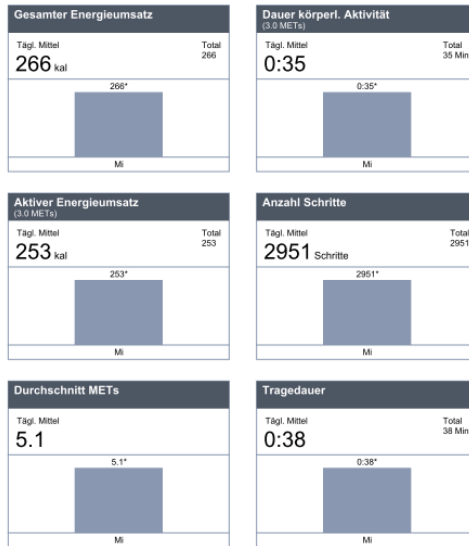 Gesamter Energieumsatz
Tägl. Mittel
Total
266 kal
266
266*
Mi
Dauer körperl. Aktivität
(3.0 METs)
Tägl. Mittel
Total
0:35
35 Min
0:35*
Mi
Aktiver Energieumsatz
(3.0 METs)
Tägl. Mittel
Total
253 kal
253
253*
Mi
Anzahl Schritte
Tägl. Mittel
Total
2951 Schritte
2951
2951*
Mi
Durchschnitt METs
Tägl. Mittel
5.1
5.1*
Mi
Tragedauer
Tägl. Mittel
Total
0:38
38 Min
0:38*
Mi